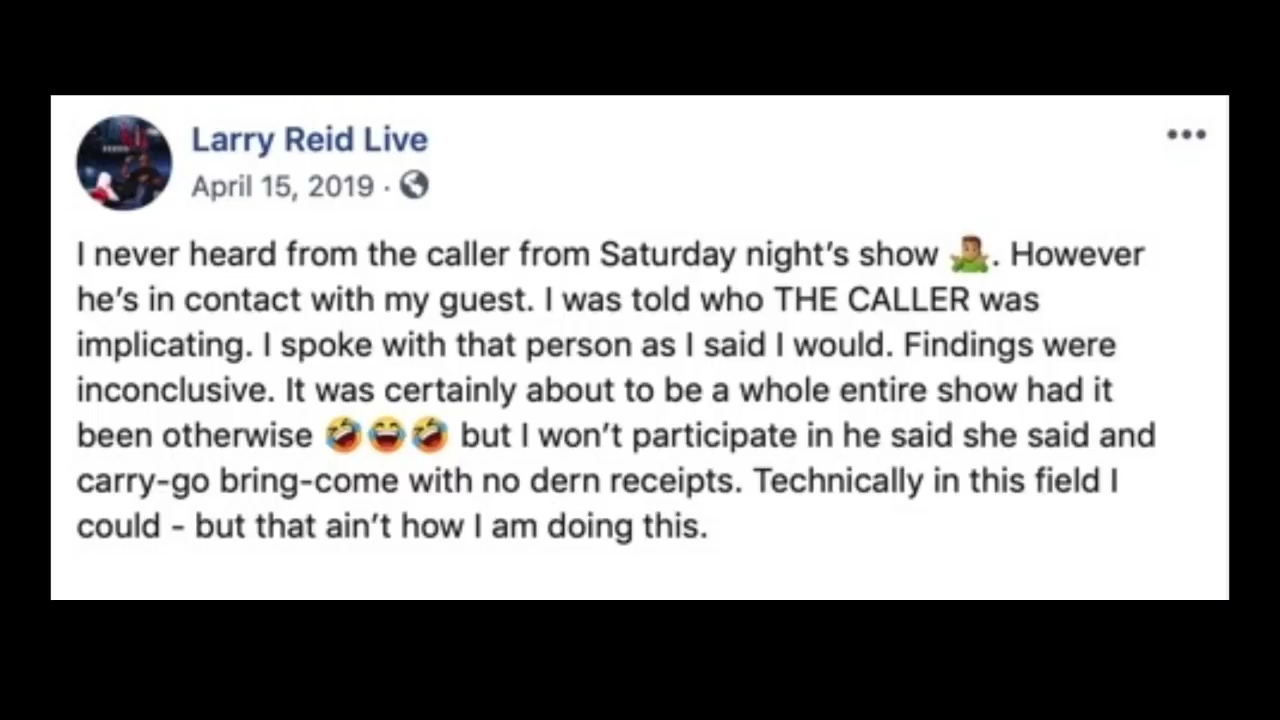 Larry Reid Live
April 15, 2019 ·
I never heard from the caller from Saturday night's show 🤷🏽‍♂️. However
he's in contact with my guest. I was told who THE CALLER was
implicating. I spoke with that person as I said I would. Findings were
inconclusive. It was certainly about to be a whole entire show had it
been otherwise 🤣😂🤣 but I won't participate in he said she said and
carry-go bring-come with no dern receipts. Technically in this field I
could - but that ain't how I am doing this.